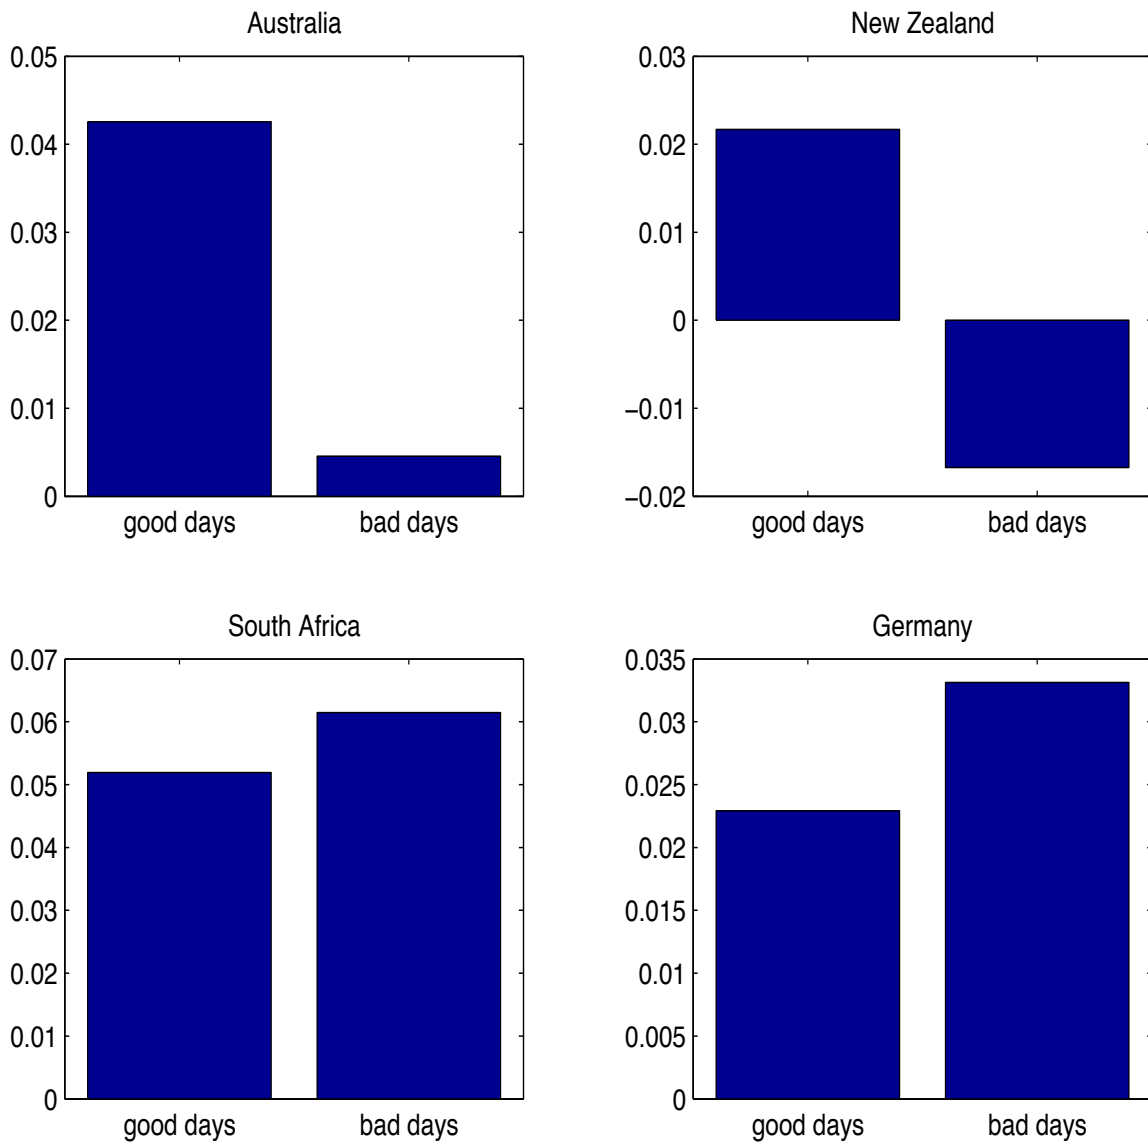 Australia
0.05
0.04
0.03
0.02
0.01
0
good days
bad days
New Zealand
0.03
0.02
0.01
0
−0.01
−0.02
good days
bad days
South Africa
0.07
0.06
0.05
0.04
0.03
0.02
0.01
0
good days
bad days
Germany
0.035
0.03
0.025
0.02
0.015
0.01
0.005
0
good days
bad days